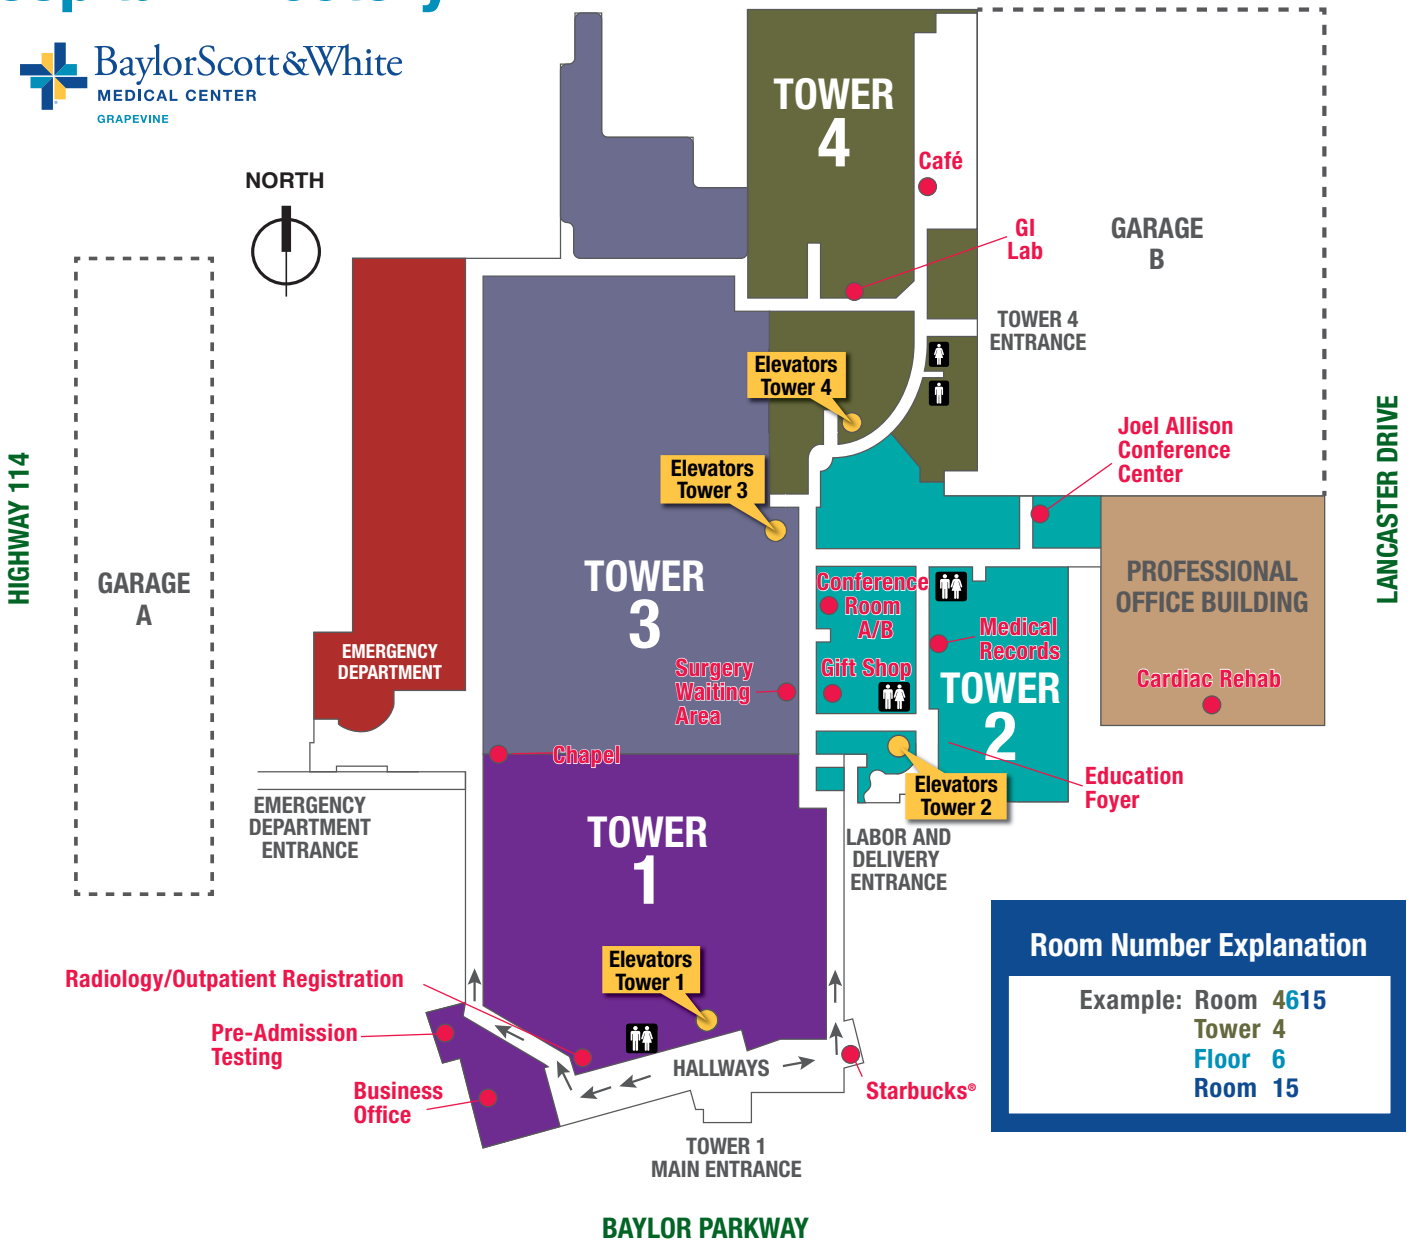 BaylorScott&White
MEDICAL CENTER
GRAPEVINE
NORTH
TOWER
4
Café
GI
Lab
GARAGE
B
TOWER 4
ENTRANCE
Elevators
Tower 4
Joel Allison
Conference
Center
LANCASTER DRIVE
HIGHWAY 114
Elevators
Tower 3
GARAGE
A
TOWER
3
Conference
Room
A/B
PROFESSIONAL
OFFICE BUILDING
EMERGENCY
DEPARTMENT
Medical
Records
Surgery
Waiting
Area
Gift Shop
TOWER
2
Cardiac Rehab
Chapel
Education
Foyer
Elevators
Tower 2
EMERGENCY
DEPARTMENT
ENTRANCE
TOWER
1
LABOR AND
DELIVERY
ENTRANCE
Room Number Explanation
Example: Room 4615
Tower 4
Floor 6
Room 15
Elevators
Tower 1
Radiology/Outpatient Registration
Pre-Admission
Testing
Business
Office
HALLWAYS
Starbucks®
TOWER 1
MAIN ENTRANCE
BAYLOR PARKWAY